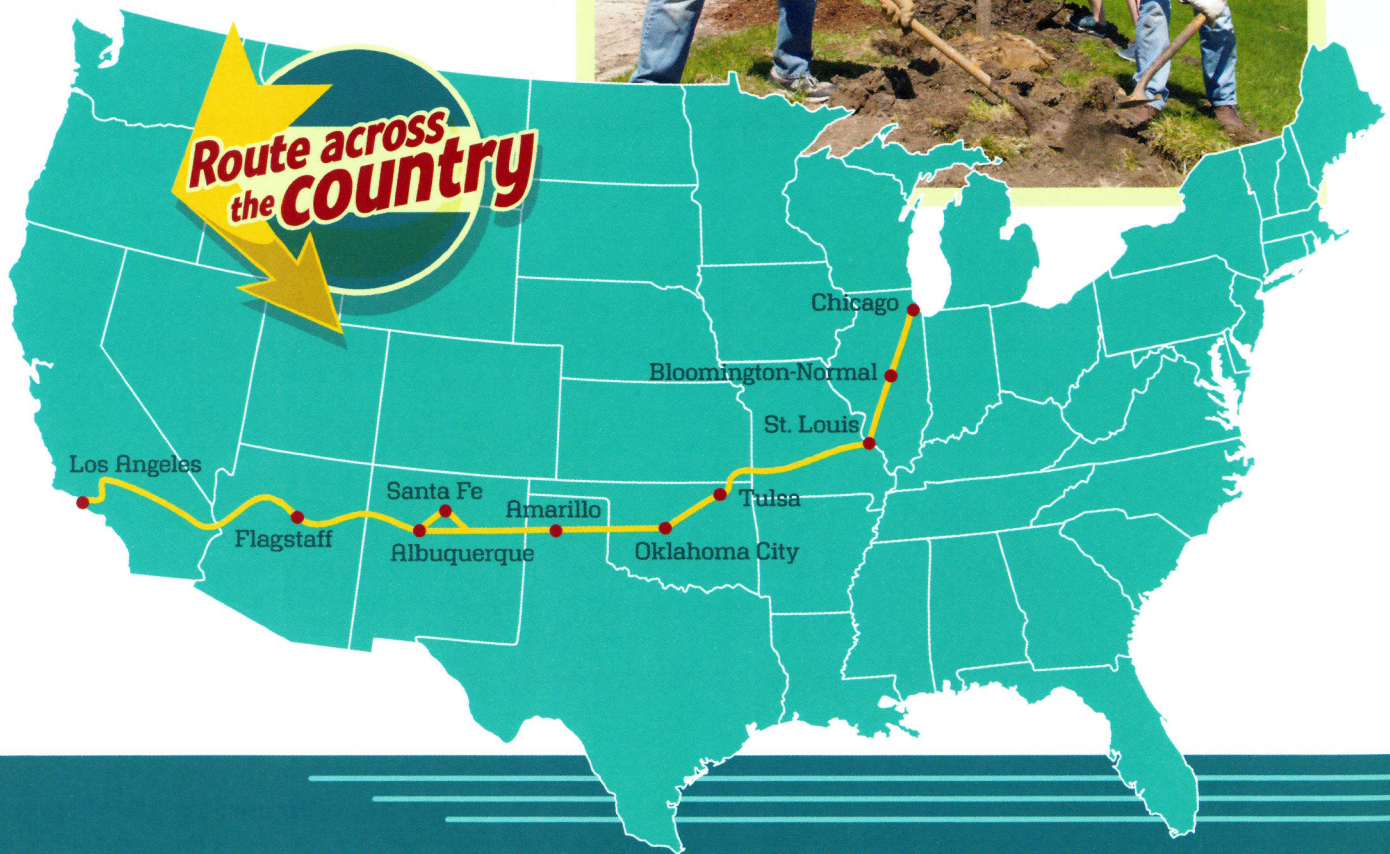 Route across
the country
Chicago
Bloomington-Normal
St. Louis
Los Angeles
Santa Fe
Amarillo
Tulsa
Flagstaff
Albuquerque
Oklahoma City